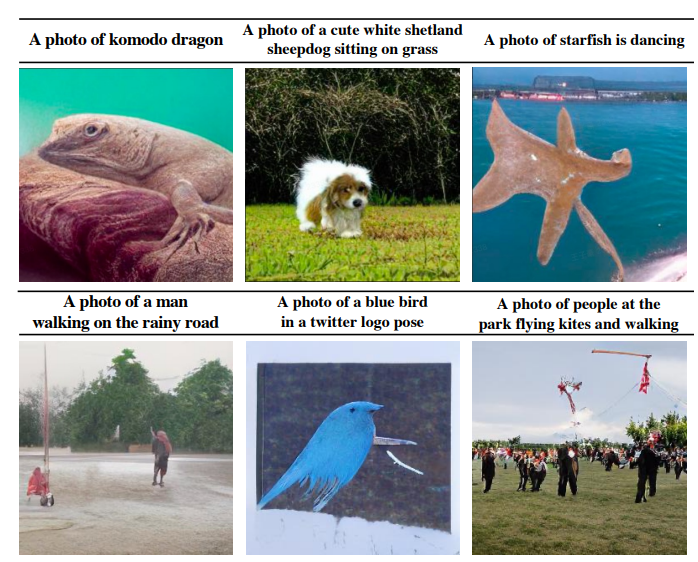 A photo of komodo dragon
A photo of a cute white shetland
sheepdog sitting on grass
A photo of starfish is dancing
A photo of a man
walking on the rainy road
A photo of a blue bird
in a twitter logo pose
A photo of people at the
park flying kites and walking